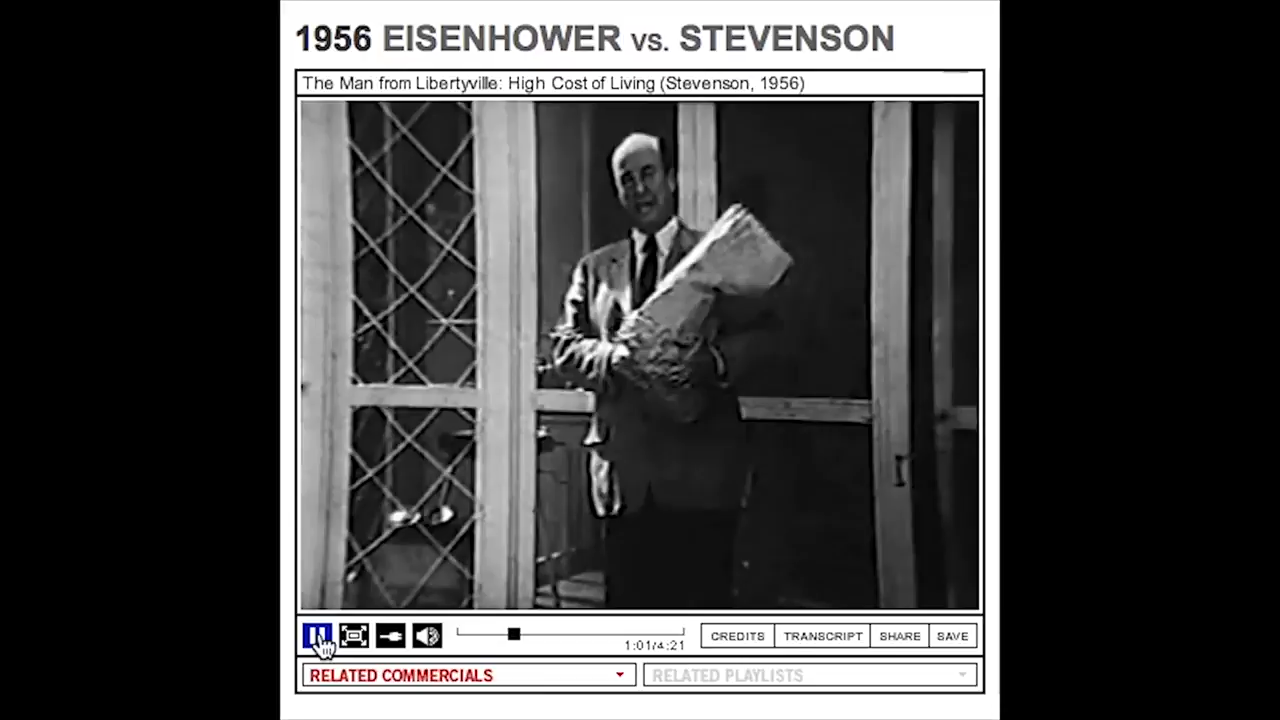 1956 EISENHOWER VS. STEVENSON
The Man from Libertyville: High Cost of Living (Stevenson, 1956)
1:01/4:21
CREDITS TRANSCRIPT SHARE SAVE
RELATED COMMERCIALS RELATED PLAYLISTS